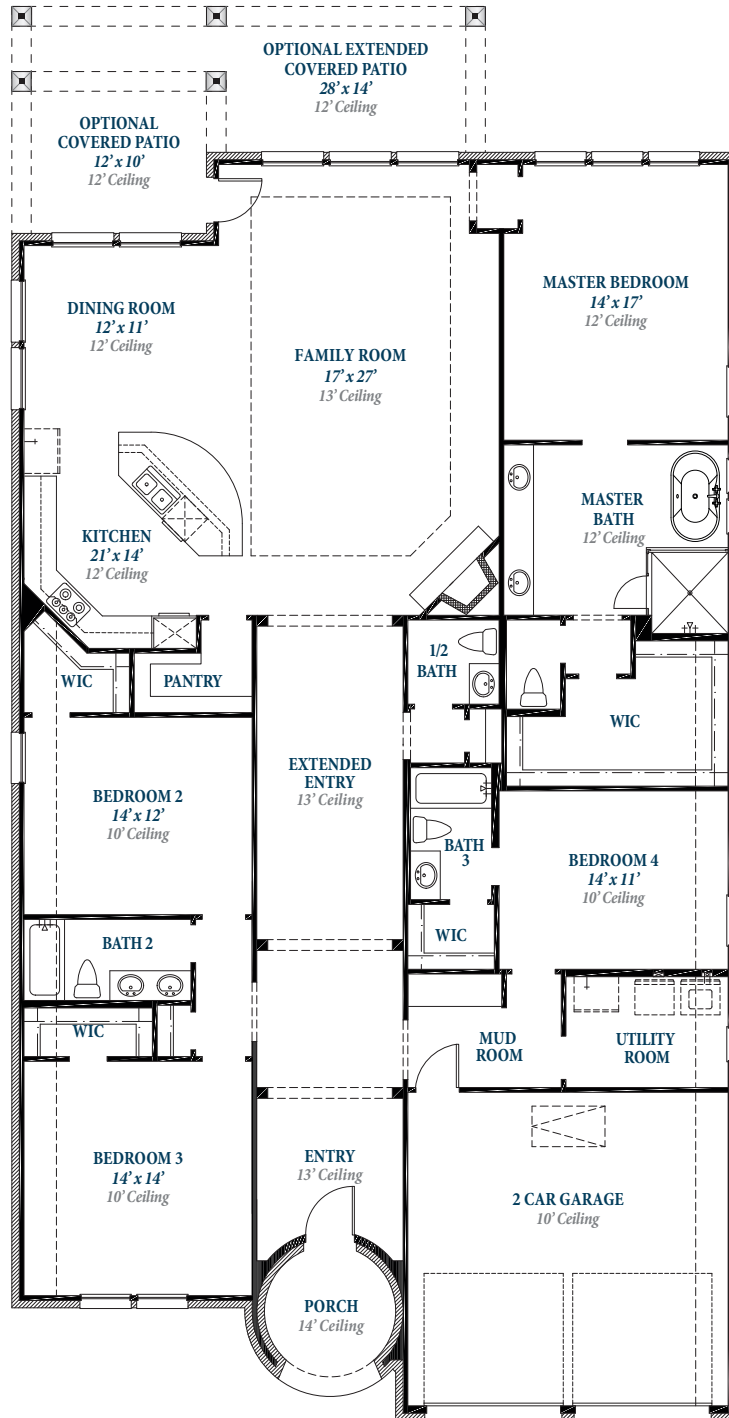 OPTIONAL EXTENDED
COVERED PATIO
28' x 14'
12' Ceiling
OPTIONAL
COVERED PATIO
12' x 10'
12' Ceiling
DINING ROOM
12' x 11'
12' Ceiling
FAMILY ROOM
17' x 27'
13' Ceiling
MASTER BEDROOM
14' x 17'
12' Ceiling
KITCHEN
21' x 14'
12' Ceiling
MASTER
BATH
12' Ceiling
WIC
PANTRY
1/2
BATH
WIC
EXTENDED
ENTRY
13' Ceiling
BEDROOM 2
14' x 12'
10' Ceiling
BATH
3
BEDROOM 4
14' x 11'
10' Ceiling
WIC
BATH 2
WIC
MUD
ROOM
UTILITY
ROOM
BEDROOM 3
14' x 14'
10' Ceiling
ENTRY
13' Ceiling
2 CAR GARAGE
10' Ceiling
PORCH
14' Ceiling